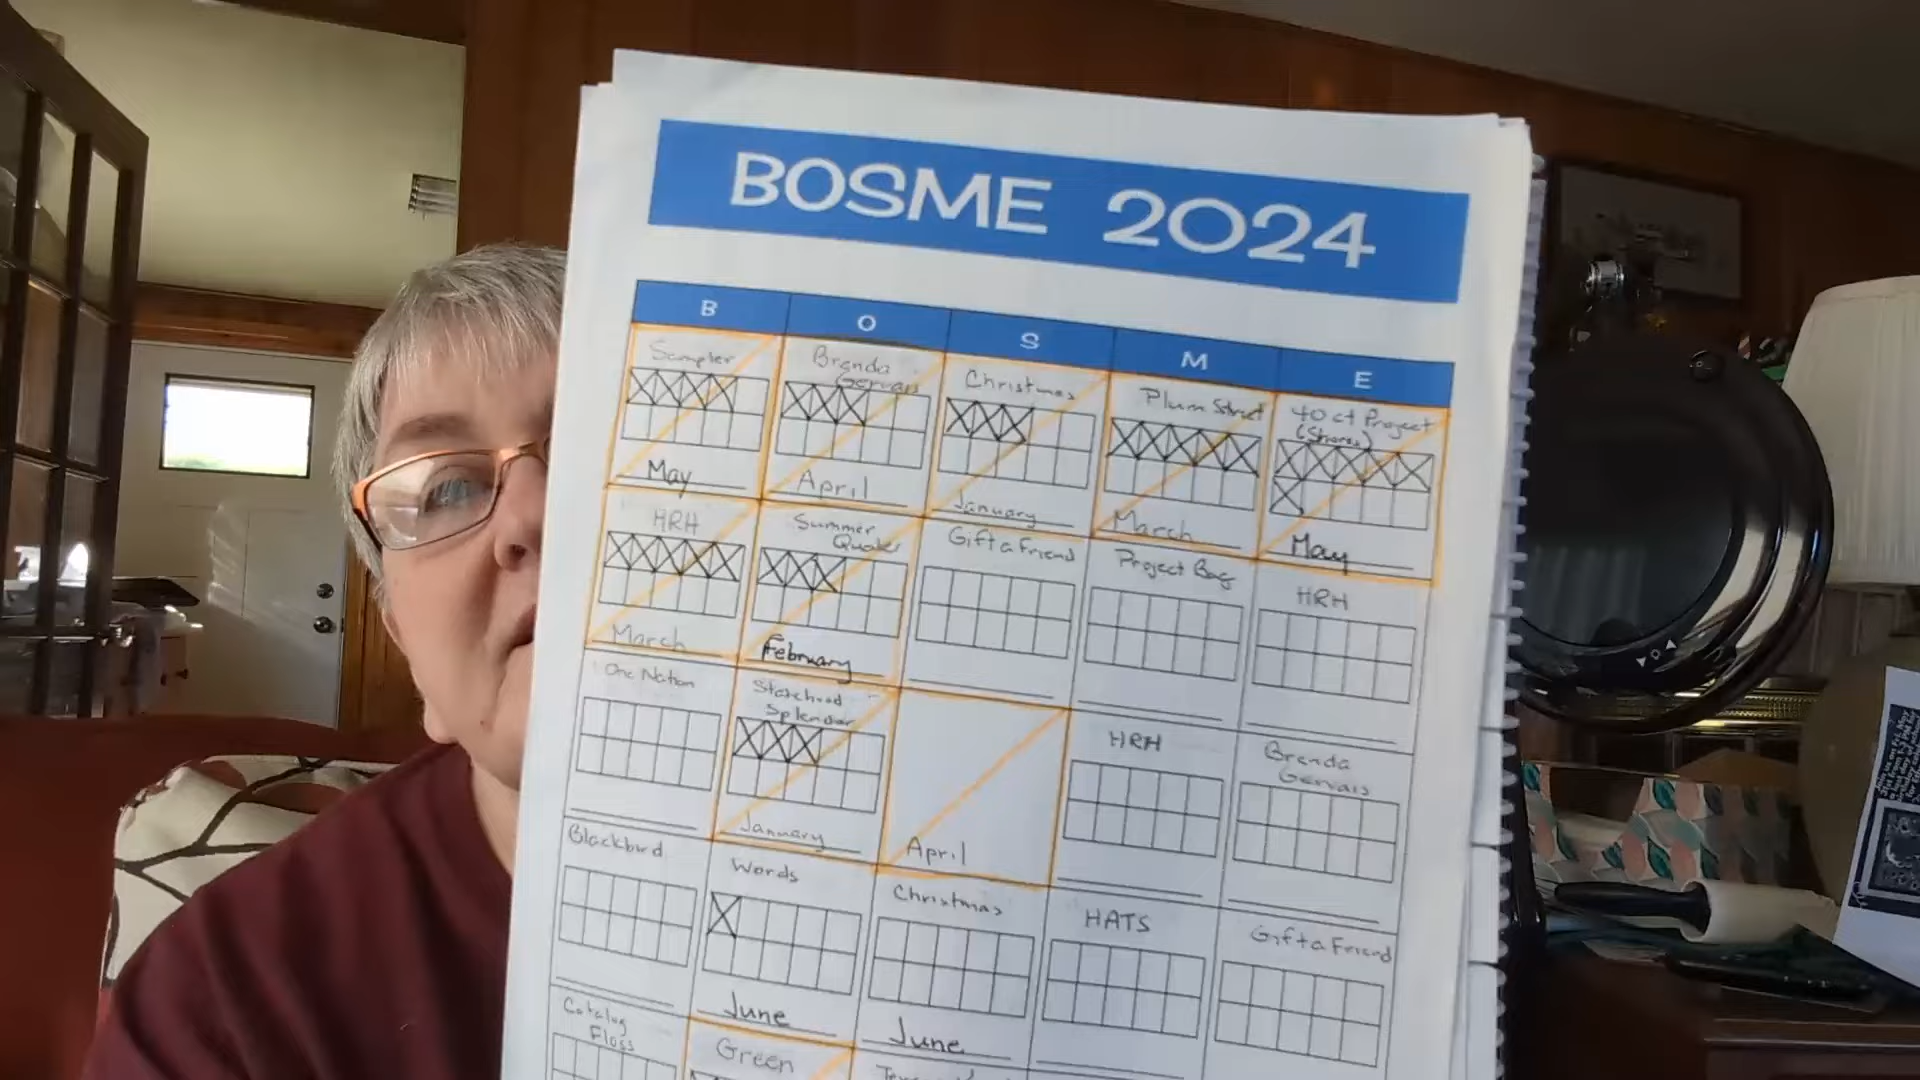 BOSME 2024
B O S M E
Sampler
May
Brenda
Gervais
April
Christmas
January
Plum Street
March
40 ct Project
(Shores)
May
HRH
March
Summer
Quaker
February
Gift a Friend
Project Bag
HRH
One Nation
Statehood
Splendor
January
April
HRH
Brenda
Gervais
Blackbird
Words
June
Christmas
June
HATS
Gift a Friend
Catalog
Floss
Green